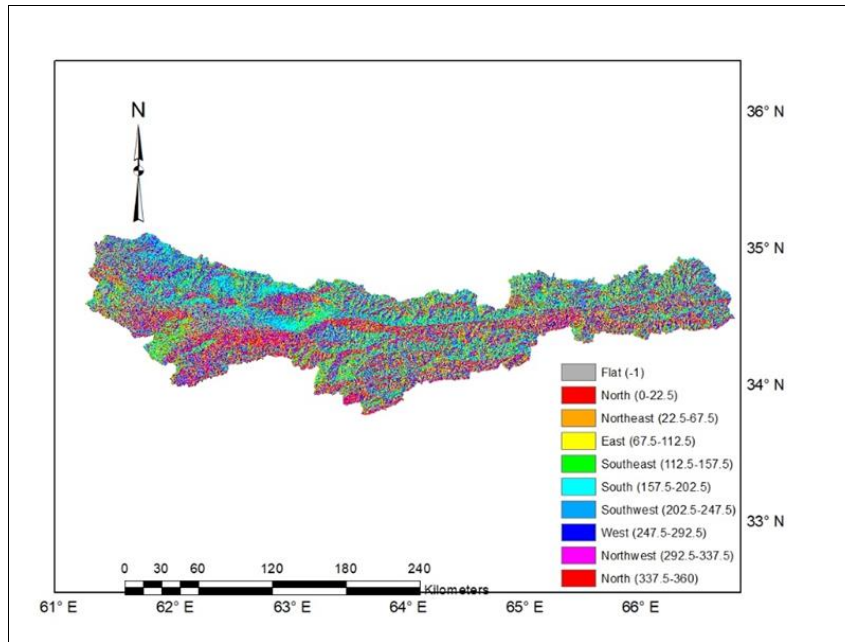 N
36° N
35° N
34° N
33° N
Flat (-1)
North (0-22.5)
Northeast (22.5-67.5)
East (67.5-112.5)
Southeast (112.5-157.5)
South (157.5-202.5)
Southwest (202.5-247.5)
West (247.5-292.5)
Northwest (292.5-337.5)
North (337.5-360)
0 30 60 120 180 240
Kilometers
61° E 62° E 63° E 64° E 65° E 66° E